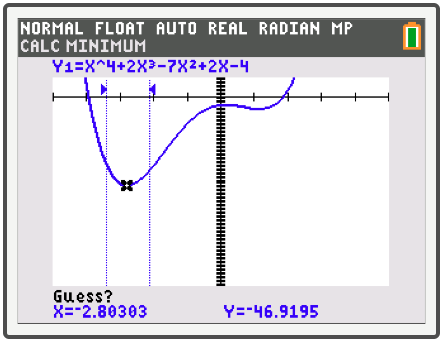 NORMAL FLOAT AUTO REAL RADIAN MP
CALC MINIMUM
Y1=X^4+2X³-7X²+2X-4
Guess?
X=-2.80303 Y=-46.9195